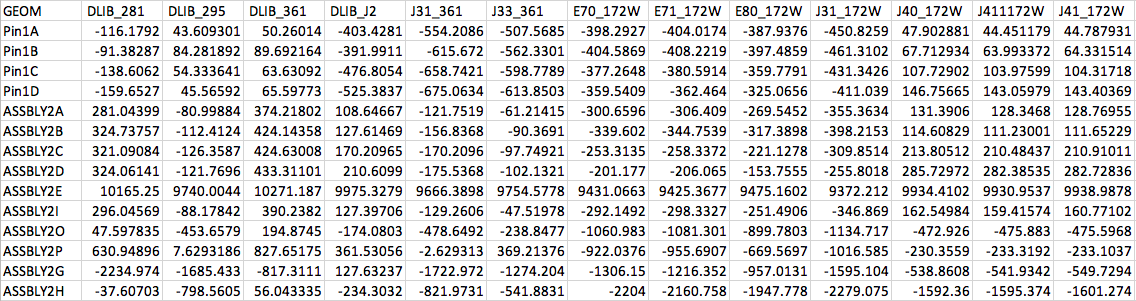 GEOM DLIB_281 DLIB_295 DLIB_361 DLIB_J2 J31_361 J33_361 E70_172W E71_172W E80_172W J31_172W J40_172W J411172W J41_172W
Pin1A -116.1792 43.609301 50.26014 -403.4281 -554.2086 -507.5685 -398.2927 -404.0174 -387.9376 -450.8259 47.902881 44.451179 44.787931
Pin1B -91.38287 84.281892 89.692164 -391.9911 -615.672 -562.3301 -404.5869 -408.2219 -397.4859 -461.3102 67.712934 63.993372 64.331514
Pin1C -138.6062 54.333641 63.63092 -476.8054 -658.7421 -598.7789 -377.2648 -380.5914 -359.7791 -431.3426 107.72902 103.97599 104.31718
Pin1D -159.6527 45.56592 65.59773 -525.3837 -675.0634 -613.8503 -359.5409 -362.464 -325.0656 -411.039 146.75665 143.05979 143.40369
ASSBLY2A 281.04399 -80.99884 374.21802 108.64667 -121.7519 -61.21415 -300.6596 -306.409 -269.5452 -355.3634 131.3906 128.3468 128.76955
ASSBLY2B 324.73757 -112.4124 424.14358 127.61469 -156.8368 -90.3691 -339.602 -344.7539 -317.3898 -398.2153 114.60829 111.23001 111.65229
ASSBLY2C 321.09084 -126.3587 424.63008 170.20965 -170.2096 -97.74921 -253.3135 -258.3372 -221.1278 -309.8514 213.80512 210.48437 210.91011
ASSBLY2D 324.06141 -121.7696 433.31101 210.6099 -175.5368 -102.1321 -201.177 -206.065 -153.7555 -255.8018 285.72972 282.38535 282.72836
ASSBLY2E 10165.25 9740.0044 10271.187 9975.3279 9666.3898 9754.5778 9431.0663 9425.3677 9475.1602 9372.212 9934.4102 9930.9537 9938.9878
ASSBLY2I 296.04569 -88.17842 390.2382 127.39706 -129.2606 -47.51978 -292.1492 -298.3327 -251.4906 -346.869 162.54984 159.41574 160.77102
ASSBLY2O 47.597835 -453.6579 194.8745 -174.0803 -478.6492 -238.8477 -1060.983 -1081.301 -899.7803 -1134.717 -472.926 -475.883 -475.5968
ASSBLY2P 630.94896 7.6293186 827.65175 361.53056 -2.629313 369.21376 -922.0376 -955.6907 -669.5697 -1016.585 -230.3559 -233.3192 -233.1037
ASSBLY2G -2234.974 -1685.433 -817.3111 127.63237 -1722.972 -1274.204 -1306.15 -1216.352 -957.0131 -1595.104 -538.8608 -541.9342 -549.7294
ASSBLY2H -37.60703 -798.5605 56.043335 -234.3032 -821.9731 -541.8831 -2204 -2160.758 -1947.778 -2279.075 -1592.36 -1595.374 -1601.274